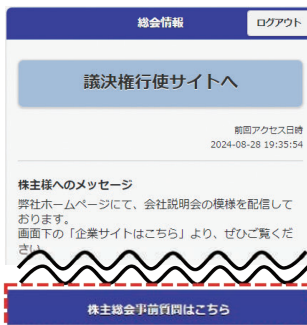 総会情報
ログアウト
議決権行使サイトへ
前回アクセス日時
2024-08-28 19:35:54
株主様へのメッセージ
弊社ホームページにて、会社説明会の模様を配信して
おります。
画面下の「企業サイトはこちら」より、ぜひご覧くだ
さい
株主総会事前質問はこちら